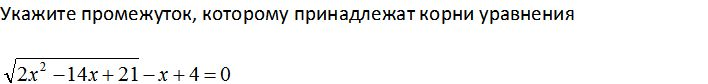 Укажите промежуток, которому принадлежат корни уравнения
√(2x² −14x + 21) − x + 4 = 0